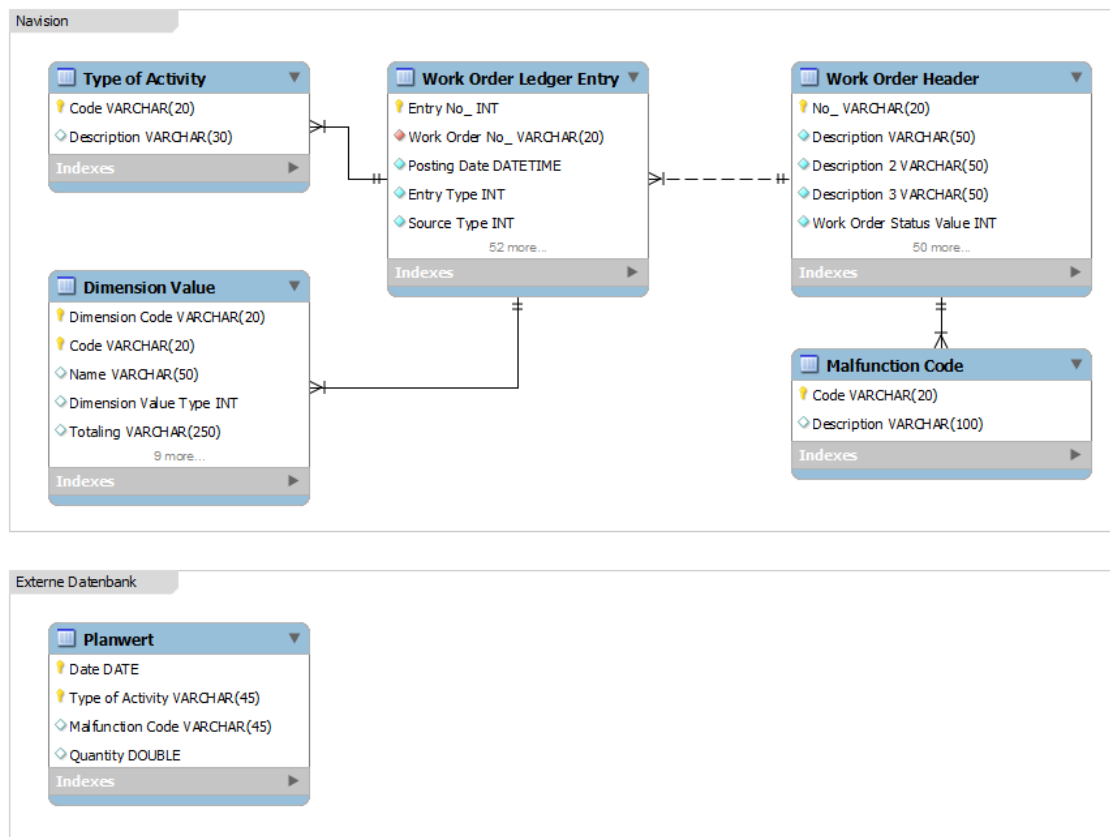 Navision
Type of Activity
Code VARCHAR(20)
Description VARCHAR(30)
Indexes
Work Order Ledger Entry
Entry No_ INT
Work Order No_ VARCHAR(20)
Posting Date DATETIME
Entry Type INT
Source Type INT
52 more...
Indexes
Work Order Header
No_ VARCHAR(20)
Description VARCHAR(50)
Description 2 VARCHAR(50)
Description 3 VARCHAR(50)
Work Order Status Value INT
50 more...
Indexes
Dimension Value
Dimension Code VARCHAR(20)
Code VARCHAR(20)
Name VARCHAR(50)
Dimension Value Type INT
Totaling VARCHAR(250)
9 more...
Indexes
Malfunction Code
Code VARCHAR(20)
Description VARCHAR(100)
Indexes
Externe Datenbank
Planwert
Date DATE
Type of Activity VARCHAR(45)
Malfunction Code VARCHAR(45)
Quantity DOUBLE
Indexes